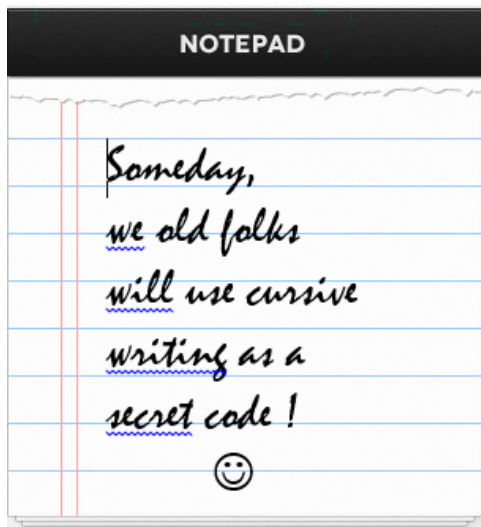 NOTEPAD
Someday,
we old folks
will use cursive
writing as a
secret code !
☺